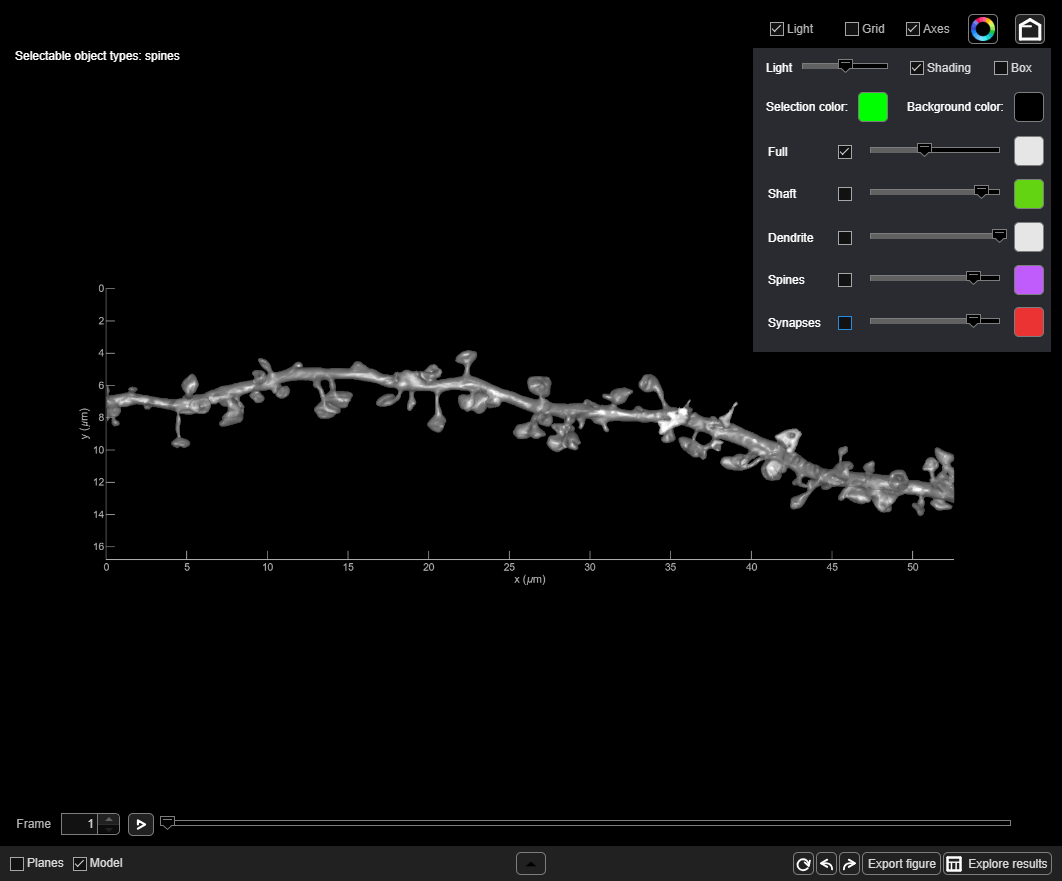 Light Grid Axes
Selectable object types: spines
Light Shading Box
Selection color: Background color:
Full
Shaft
Dendrite
Spines
Synapses
0
2
4
6
8
10
12
14
16
y (μm)
0 5 10 15 20 25 30 35 40 45 50
x (μm)
Frame 1
Planes Model Export figure Explore results